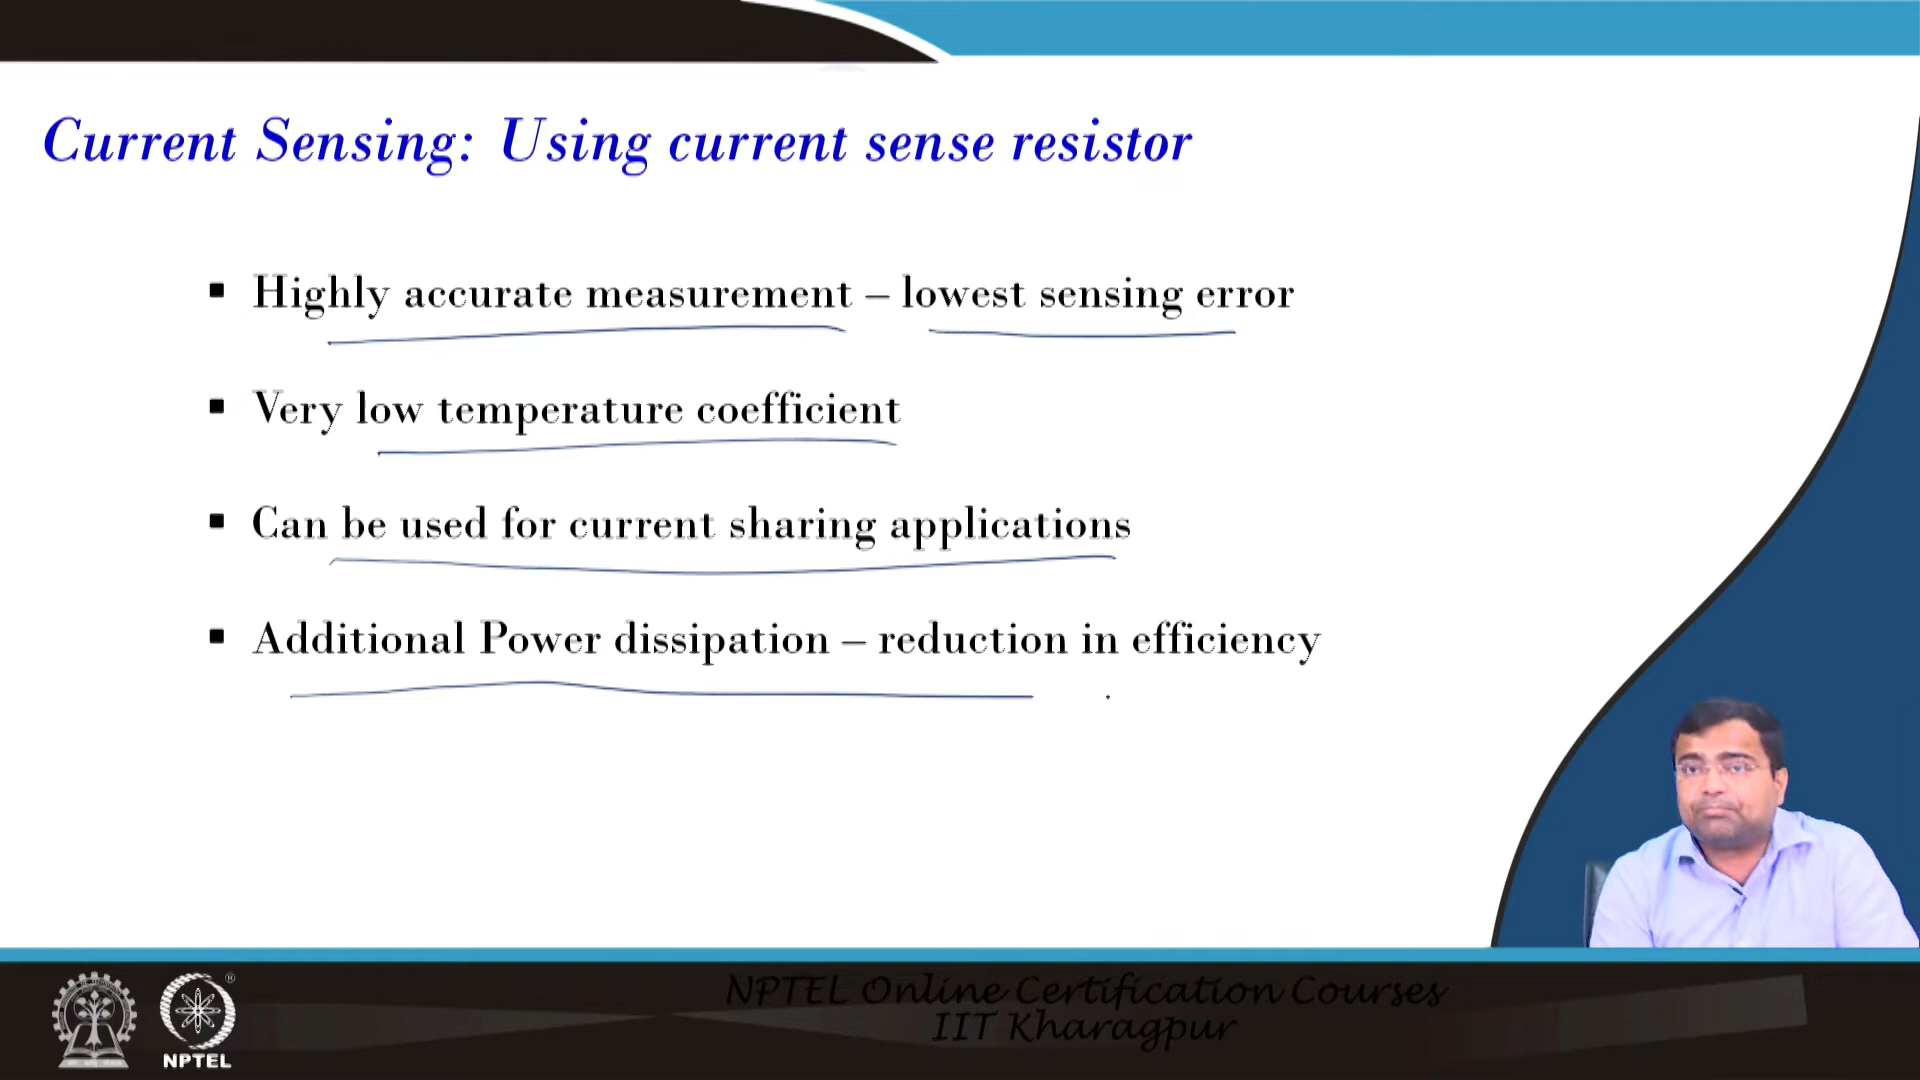 Current Sensing: Using current sense resistor
▪ Highly accurate measurement – lowest sensing error
▪ Very low temperature coefficient
▪ Can be used for current sharing applications
▪ Additional Power dissipation – reduction in efficiency
NPTEL Online Certification Courses
IIT Kharagpur
®
NPTEL